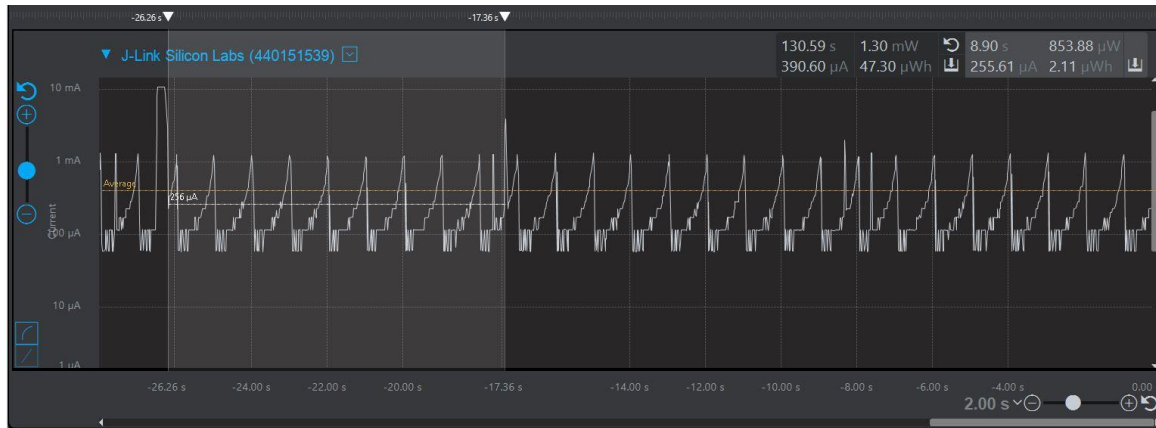 -26.26 s -17.36 s
J-Link Silicon Labs (440151539)
130.59 s 1.30 mW 8.90 s 853.88 µW
390.60 µA 47.30 µWh 255.61 µA 2.11 µWh
10 mA
1 mA
Average
256 µA
Current
10 µA
1 µA
-26.26 s -24.00 s -22.00 s -20.00 s -17.36 s -14.00 s -12.00 s -10.00 s -8.00 s -6.00 s -4.00 s 0.00
2.00 s